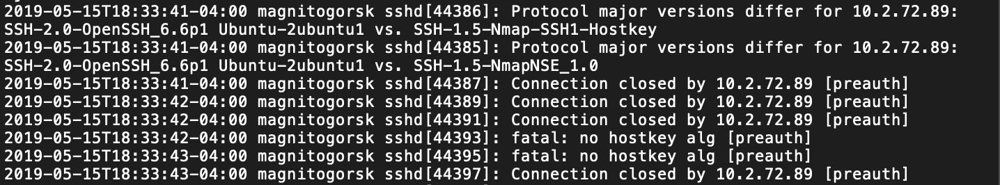 2019-05-15T18:33:41-04:00 magnitogorsk sshd[44386]: Protocol major versions differ for 10.2.72.89:
SSH-2.0-OpenSSH_6.6p1 Ubuntu-2ubuntu1 vs. SSH-1.5-Nmap-SSH1-Hostkey
2019-05-15T18:33:41-04:00 magnitogorsk sshd[44385]: Protocol major versions differ for 10.2.72.89:
SSH-2.0-OpenSSH_6.6p1 Ubuntu-2ubuntu1 vs. SSH-1.5-NmapNSE_1.0
2019-05-15T18:33:41-04:00 magnitogorsk sshd[44387]: Connection closed by 10.2.72.89 [preauth]
2019-05-15T18:33:42-04:00 magnitogorsk sshd[44389]: Connection closed by 10.2.72.89 [preauth]
2019-05-15T18:33:42-04:00 magnitogorsk sshd[44391]: Connection closed by 10.2.72.89 [preauth]
2019-05-15T18:33:42-04:00 magnitogorsk sshd[44393]: fatal: no hostkey alg [preauth]
2019-05-15T18:33:43-04:00 magnitogorsk sshd[44395]: fatal: no hostkey alg [preauth]
2019-05-15T18:33:43-04:00 magnitogorsk sshd[44397]: Connection closed by 10.2.72.89 [preauth]